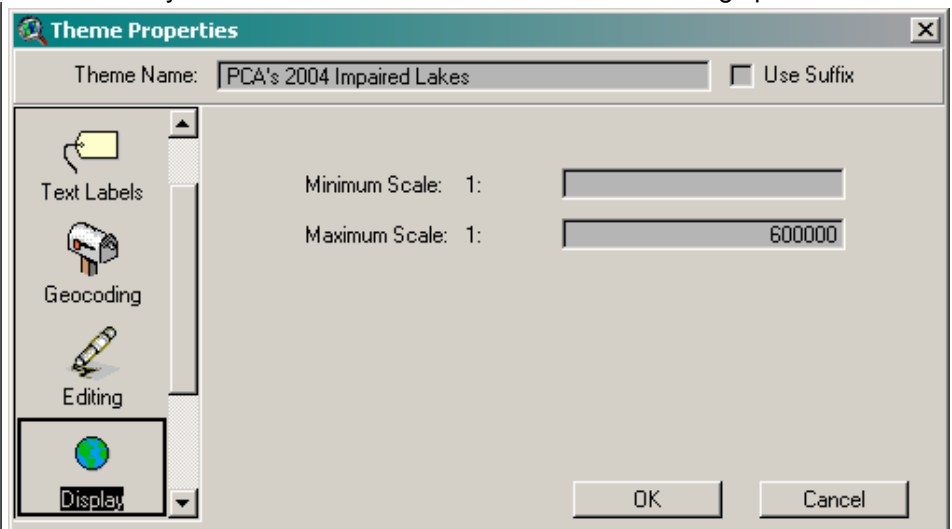 Theme Properties
Theme Name: PCA's 2004 Impaired Lakes Use Suffix
Text Labels
Minimum Scale: 1:
Maximum Scale: 1: 600000
Geocoding
Editing
Display
OK Cancel